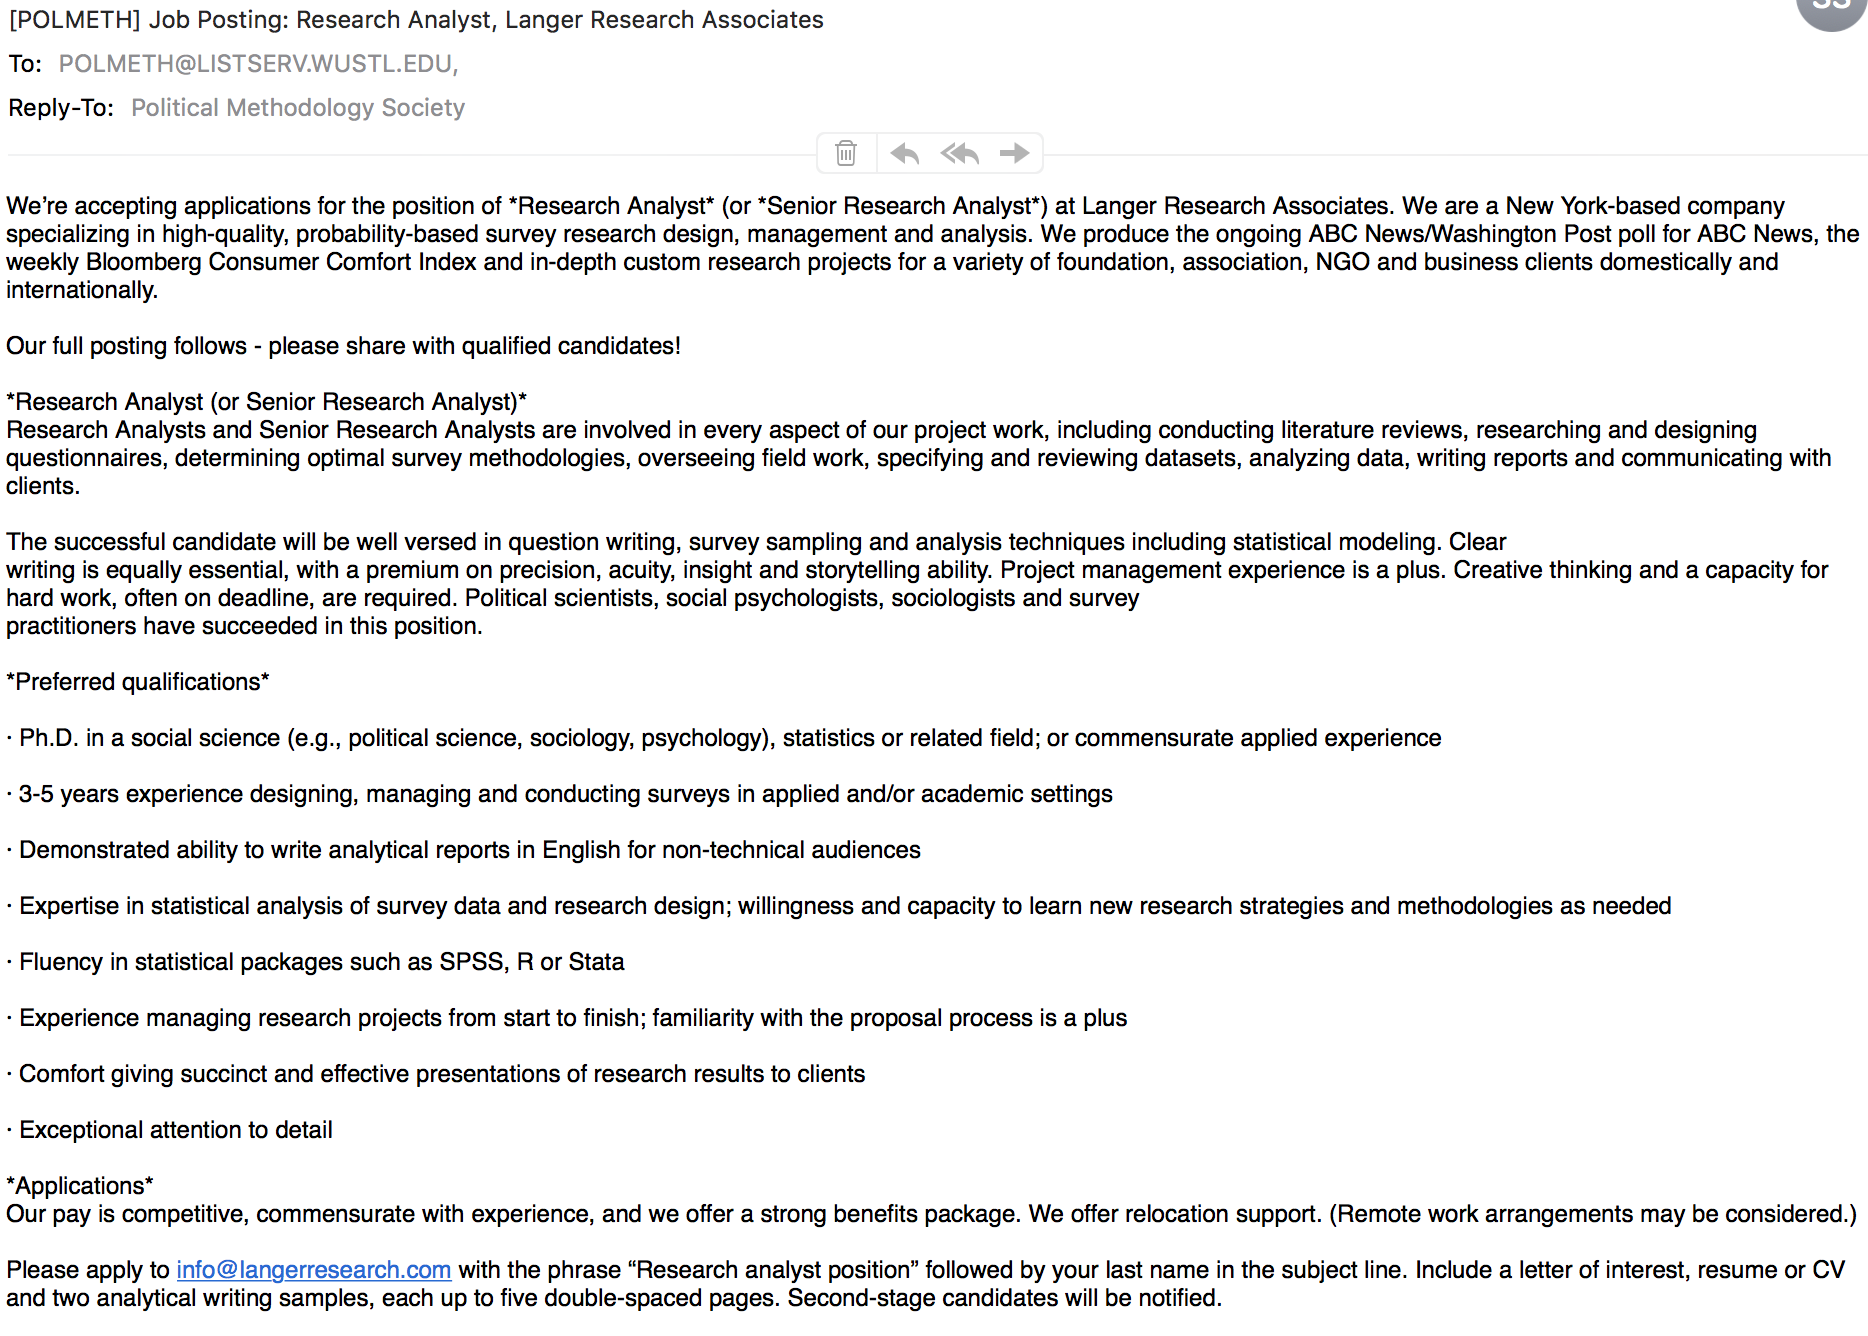 [POLMETH] Job Posting: Research Analyst, Langer Research Associates
To: POLMETH@LISTSERV.WUSTL.EDU,
Reply-To: Political Methodology Society
We’re accepting applications for the position of *Research Analyst* (or *Senior Research Analyst*) at Langer Research Associates. We are a New York-based company
specializing in high-quality, probability-based survey research design, management and analysis. We produce the ongoing ABC News/Washington Post poll for ABC News, the
weekly Bloomberg Consumer Comfort Index and in-depth custom research projects for a variety of foundation, association, NGO and business clients domestically and
internationally.
Our full posting follows - please share with qualified candidates!
*Research Analyst (or Senior Research Analyst)*
Research Analysts and Senior Research Analysts are involved in every aspect of our project work, including conducting literature reviews, researching and designing
questionnaires, determining optimal survey methodologies, overseeing field work, specifying and reviewing datasets, analyzing data, writing reports and communicating with
clients.
The successful candidate will be well versed in question writing, survey sampling and analysis techniques including statistical modeling. Clear
writing is equally essential, with a premium on precision, acuity, insight and storytelling ability. Project management experience is a plus. Creative thinking and a capacity for
hard work, often on deadline, are required. Political scientists, social psychologists, sociologists and survey
practitioners have succeeded in this position.
*Preferred qualifications*
· Ph.D. in a social science (e.g., political science, sociology, psychology), statistics or related field; or commensurate applied experience
· 3-5 years experience designing, managing and conducting surveys in applied and/or academic settings
· Demonstrated ability to write analytical reports in English for non-technical audiences
· Expertise in statistical analysis of survey data and research design; willingness and capacity to learn new research strategies and methodologies as needed
· Fluency in statistical packages such as SPSS, R or Stata
· Experience managing research projects from start to finish; familiarity with the proposal process is a plus
· Comfort giving succinct and effective presentations of research results to clients
· Exceptional attention to detail
*Applications*
Our pay is competitive, commensurate with experience, and we offer a strong benefits package. We offer relocation support. (Remote work arrangements may be considered.)
Please apply to info@langerresearch.com with the phrase “Research analyst position” followed by your last name in the subject line. Include a letter of interest, resume or CV
and two analytical writing samples, each up to five double-spaced pages. Second-stage candidates will be notified.